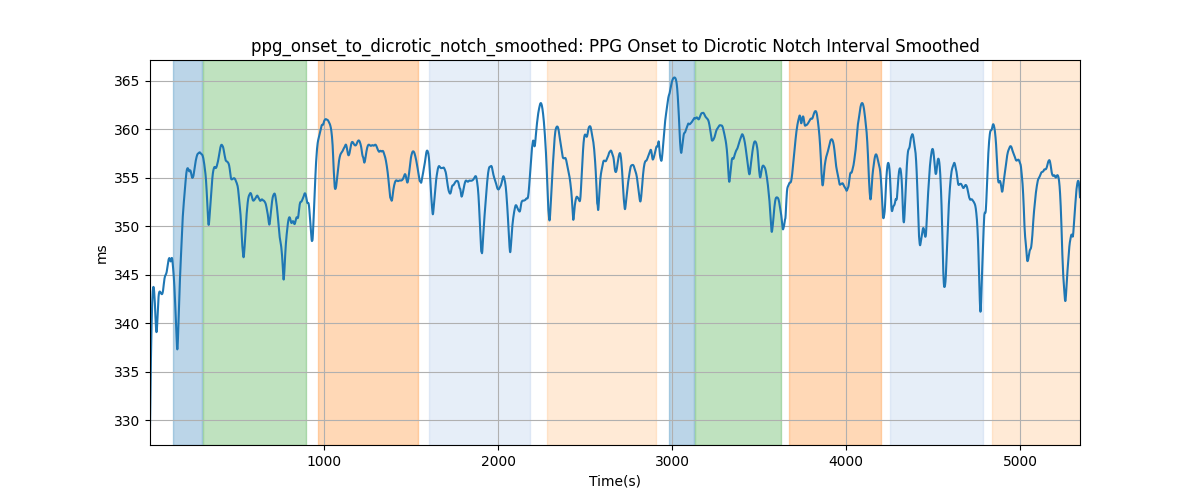 ppg_onset_to_dicrotic_notch_smoothed: PPG Onset to Dicrotic Notch Interval Smoothed
365
360
355
350
345
340
335
330
ms
1000 2000 3000 4000 5000
Time(s)